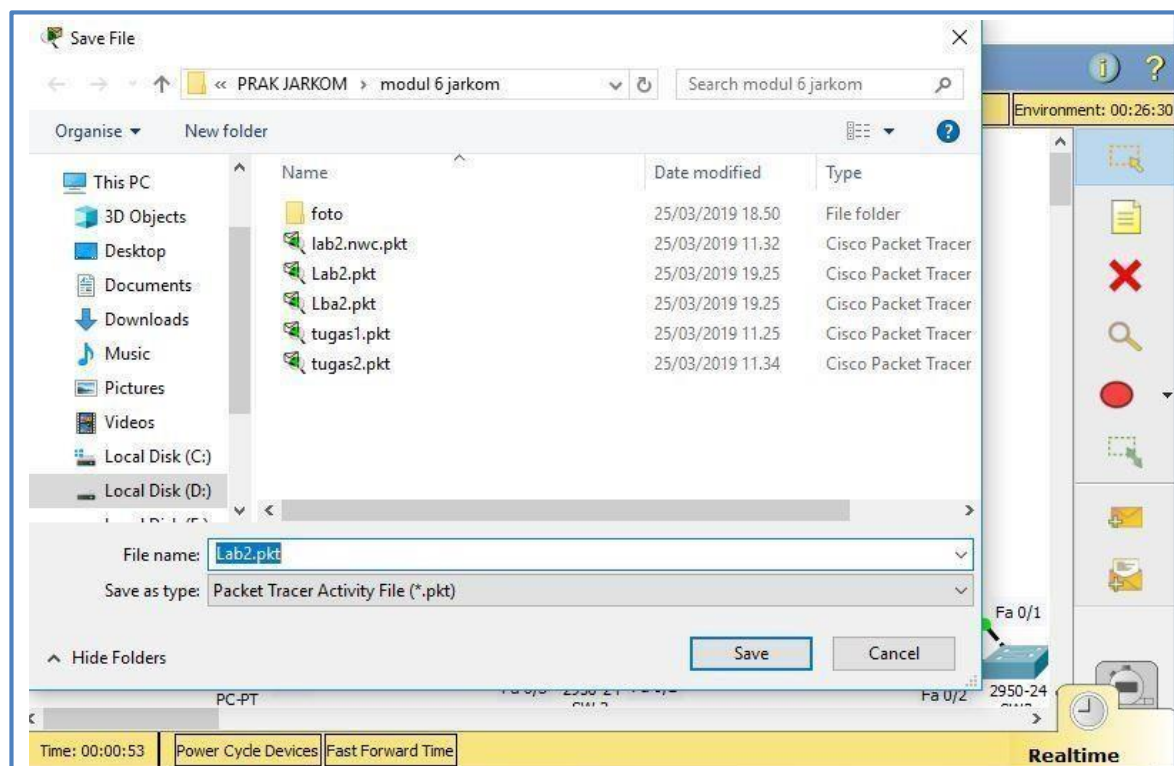 Save File
« PRAK JARKOM > modul 6 jarkom
Search modul 6 jarkom
Environment: 00:26:30
Organise
New folder
Name
Date modified
Type
This PC
3D Objects
Desktop
Documents
Downloads
Music
Pictures
Videos
Local Disk (C:)
Local Disk (D:)
foto 25/03/2019 18.50 File folder
lab2.nwc.pkt 25/03/2019 11.32 Cisco Packet Tracer
Lab2.pkt 25/03/2019 19.25 Cisco Packet Tracer
Lba2.pkt 25/03/2019 19.25 Cisco Packet Tracer
tugas1.pkt 25/03/2019 11.25 Cisco Packet Tracer
tugas2.pkt 25/03/2019 11.34 Cisco Packet Tracer
File name: Lab2.pkt
Save as type: Packet Tracer Activity File (*.pkt)
Hide Folders
Save
Cancel
Fa 0/1
PC-PT
Fa 0/2
2950-24
Time: 00:00:53
Power Cycle Devices
Fast Forward Time
Realtime